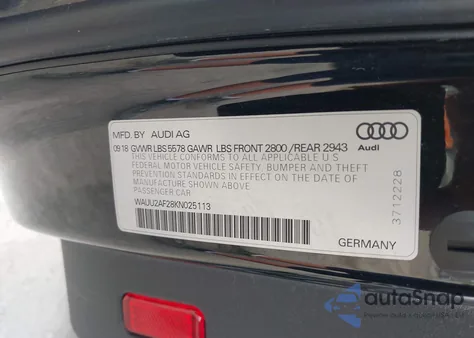 MFD. BY AUDI AG
09 18 GVWR LBS 5578 GAWR LBS FRONT 2800 /REAR 2943
THIS VEHICLE CONFORMS TO ALL APPLICABLE U.S
FEDERAL MOTOR VEHICLE SAFETY, BUMPER AND THEFT
PREVENTION STANDARDS IN EFFECT ON THE DATE OF
MANUFACTURE SHOWN ABOVE
PASSENGER CAR
WAUU2AF28KN025113
Audi
3712228
GERMANY
autoSnap